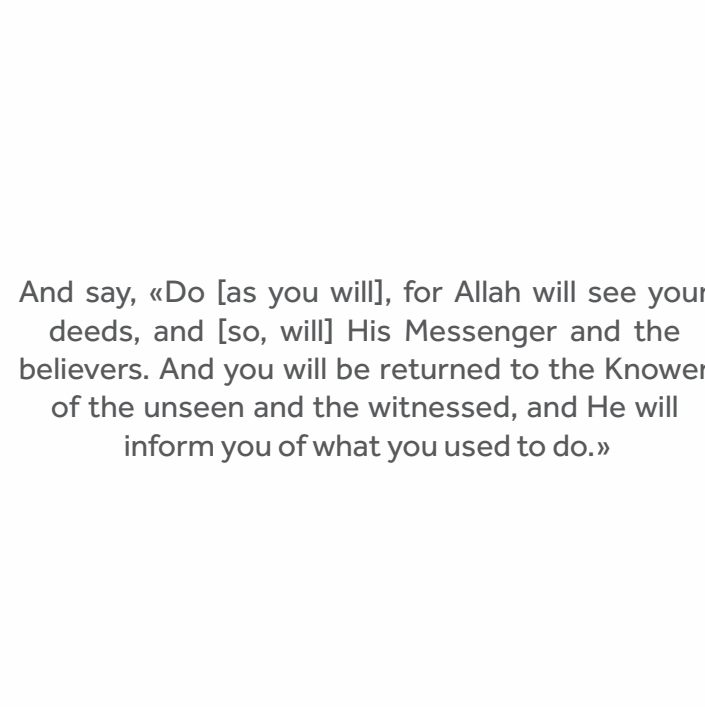 And say, «Do [as you will], for Allah will see your
deeds, and [so, will] His Messenger and the
believers. And you will be returned to the Knower
of the unseen and the witnessed, and He will
inform you of what you used to do.»